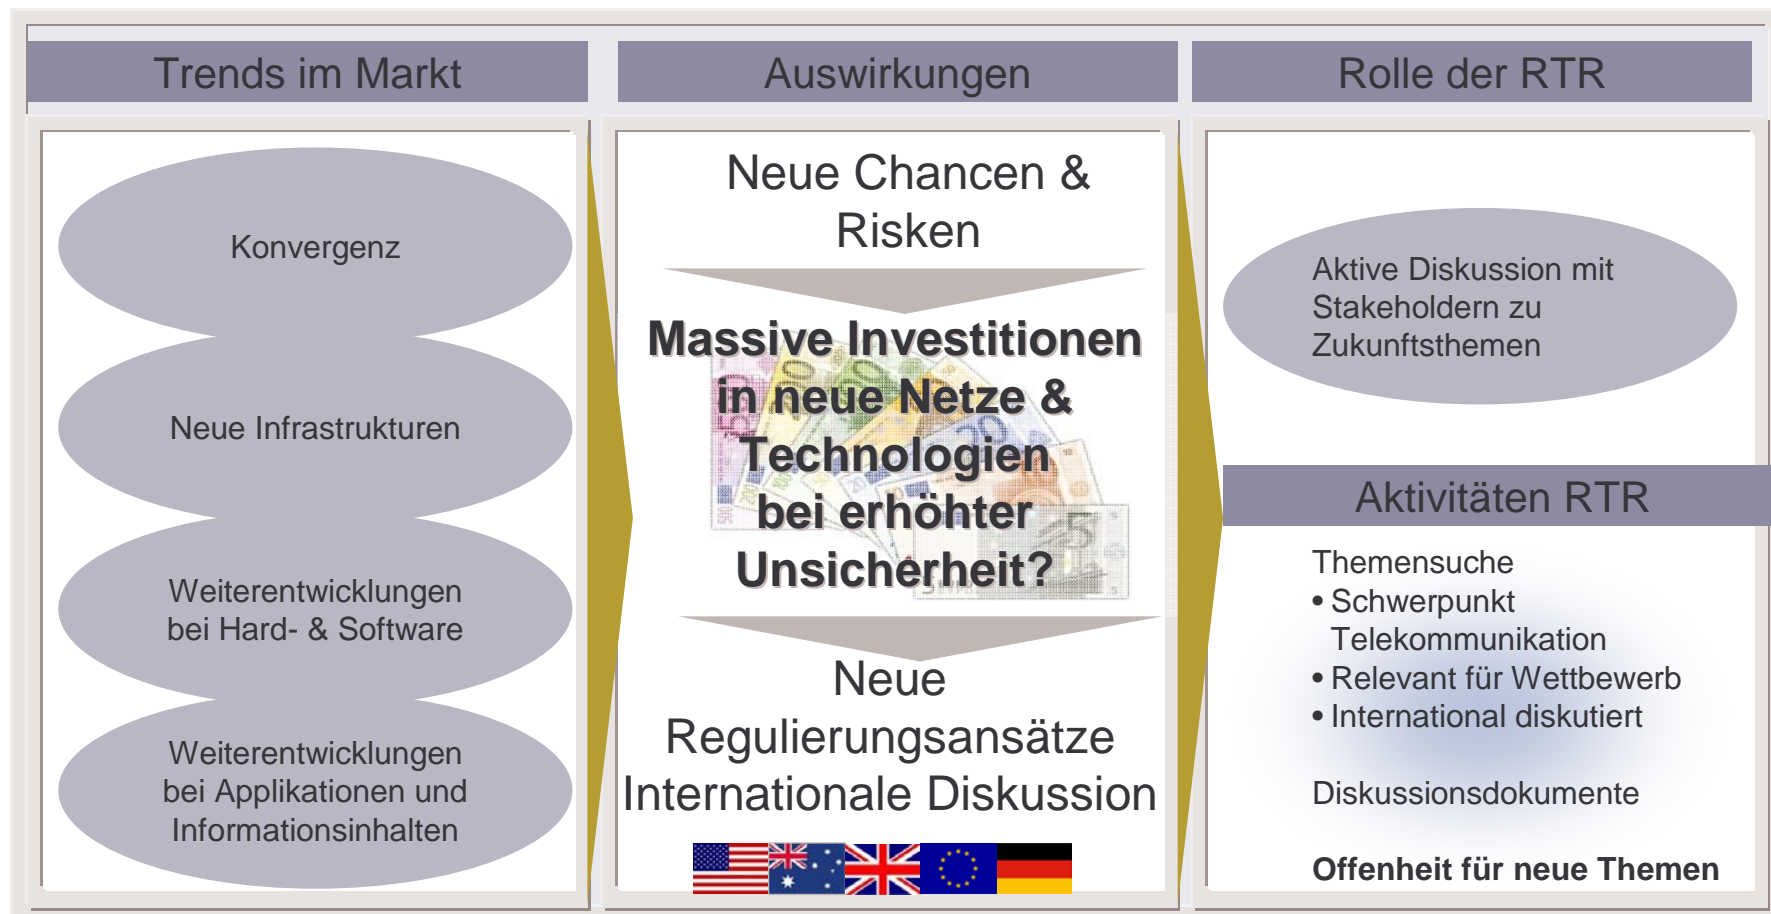 Trends im Markt
Konvergenz
Neue Infrastrukturen
Weiterentwicklungen
bei Hard- & Software
Weiterentwicklungen
bei Applikationen und
Informationsinhalten
Auswirkungen
Neue Chancen &
Risken
Massive Investitionen
in neue Netze &
Technologien
bei erhöhter
Unsicherheit?
Neue
Regulierungsansätze
Internationale Diskussion
Rolle der RTR
Aktive Diskussion mit
Stakeholdern zu
Zukunftsthemen
Aktivitäten RTR
Themensuche
• Schwerpunkt
Telekommunikation
• Relevant für Wettbewerb
• International diskutiert
Diskussionsdokumente
Offenheit für neue Themen